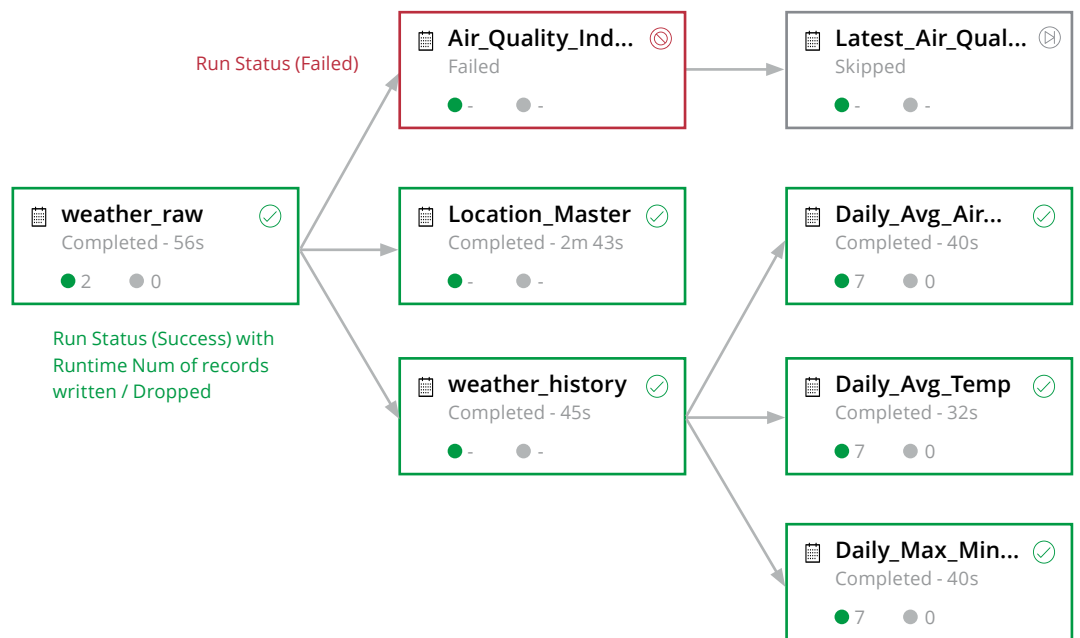 Run Status (Failed)
Air_Quality_Ind...
Failed
- -
Latest_Air_Qual...
Skipped
- -
weather_raw
Completed - 56s
2 0
Run Status (Success) with
Runtime Num of records
written / Dropped
Location_Master
Completed - 2m 43s
- -
Daily_Avg_Air...
Completed - 40s
7 0
weather_history
Completed - 45s
- -
Daily_Avg_Temp
Completed - 32s
7 0
Daily_Max_Min...
Completed - 40s
7 0